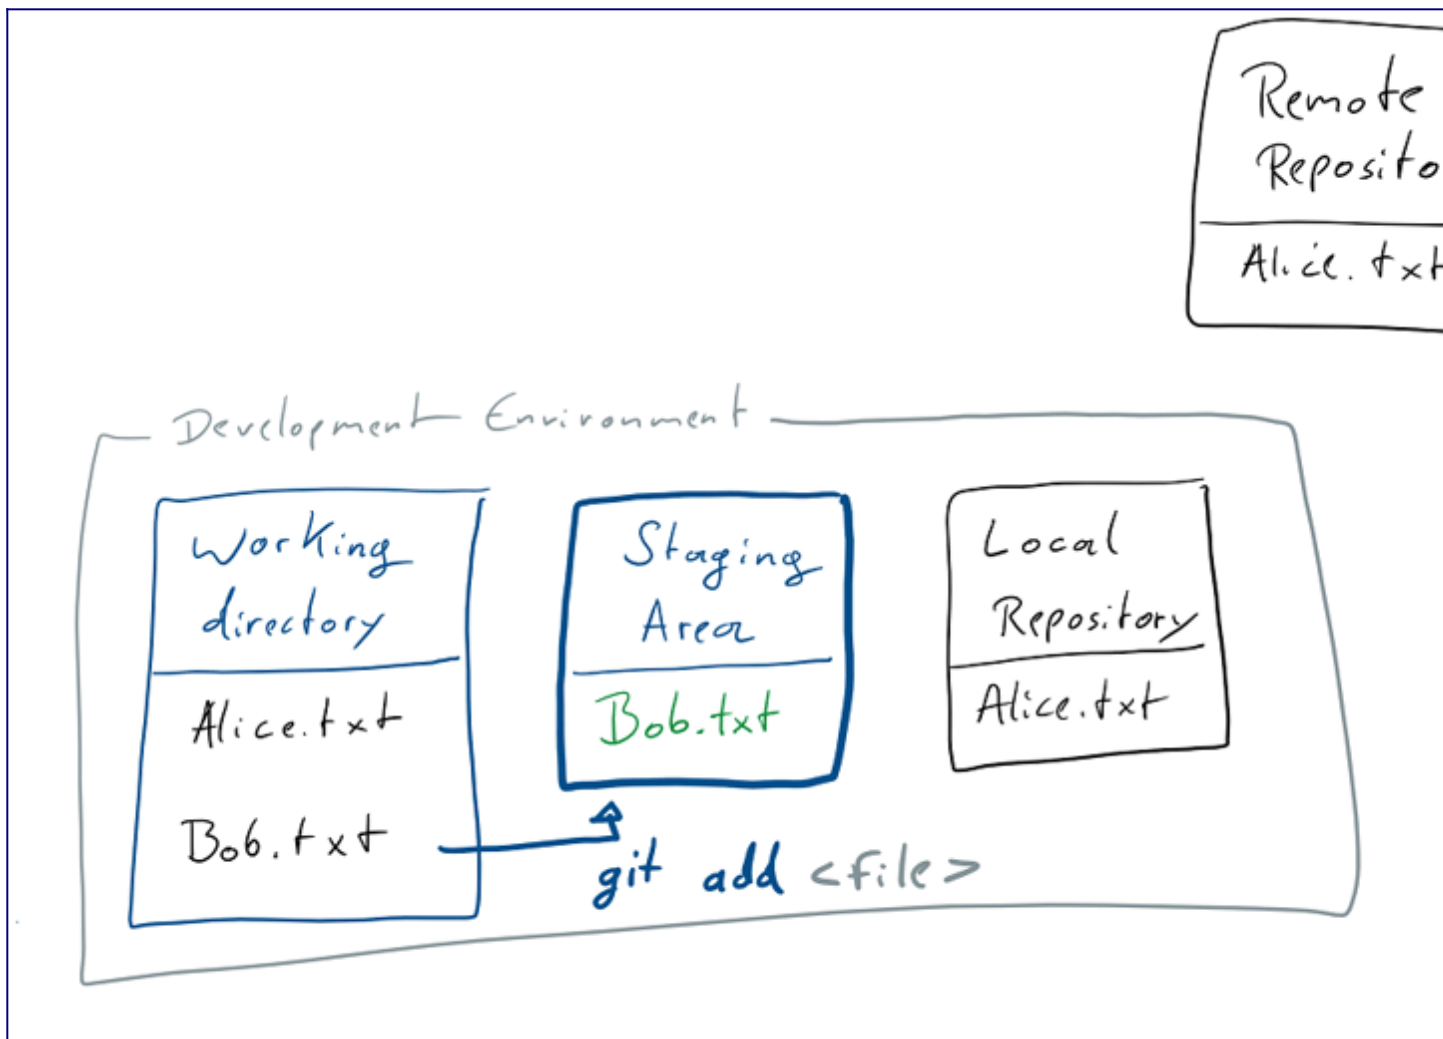 Remote
Reposito
Alice.txt
Development Environment
Working
directory
Alice.txt
Bob.txt
Staging
Area
Bob.txt
Local
Repository
Alice.txt
git add <file>